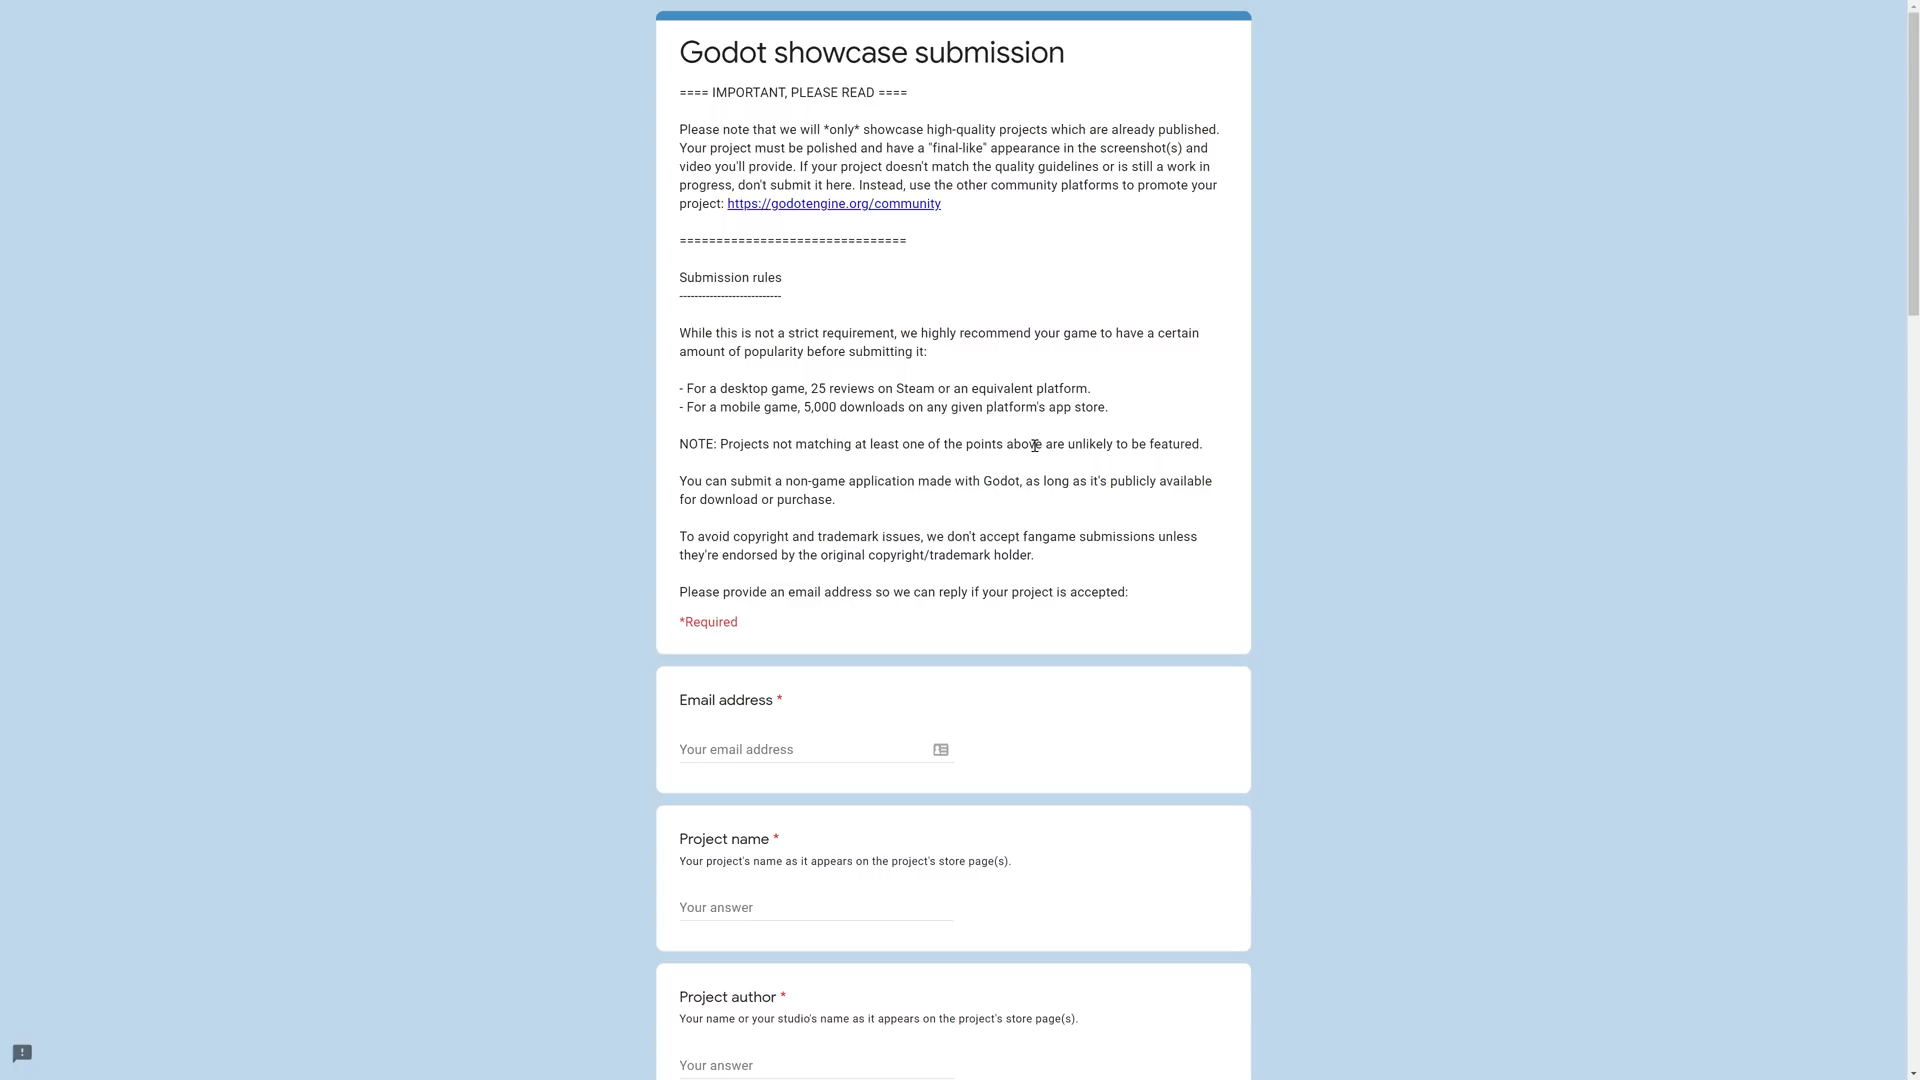 Godot showcase submission
==== IMPORTANT, PLEASE READ ====
Please note that we will *only* showcase high-quality projects which are already published.
Your project must be polished and have a "final-like" appearance in the screenshot(s) and
video you'll provide. If your project doesn't match the quality guidelines or is still a work in
progress, don't submit it here. Instead, use the other community platforms to promote your
project: https://godotengine.org/community
===============================
Submission rules
---------------------------
While this is not a strict requirement, we highly recommend your game to have a certain
amount of popularity before submitting it:
- For a desktop game, 25 reviews on Steam or an equivalent platform.
- For a mobile game, 5,000 downloads on any given platform's app store.
NOTE: Projects not matching at least one of the points above are unlikely to be featured.
You can submit a non-game application made with Godot, as long as it's publicly available
for download or purchase.
To avoid copyright and trademark issues, we don't accept fangame submissions unless
they're endorsed by the original copyright/trademark holder.
Please provide an email address so we can reply if your project is accepted:
*Required
Email address *
Your email address
Project name *
Your project's name as it appears on the project's store page(s).
Your answer
Project author *
Your name or your studio's name as it appears on the project's store page(s).
Your answer